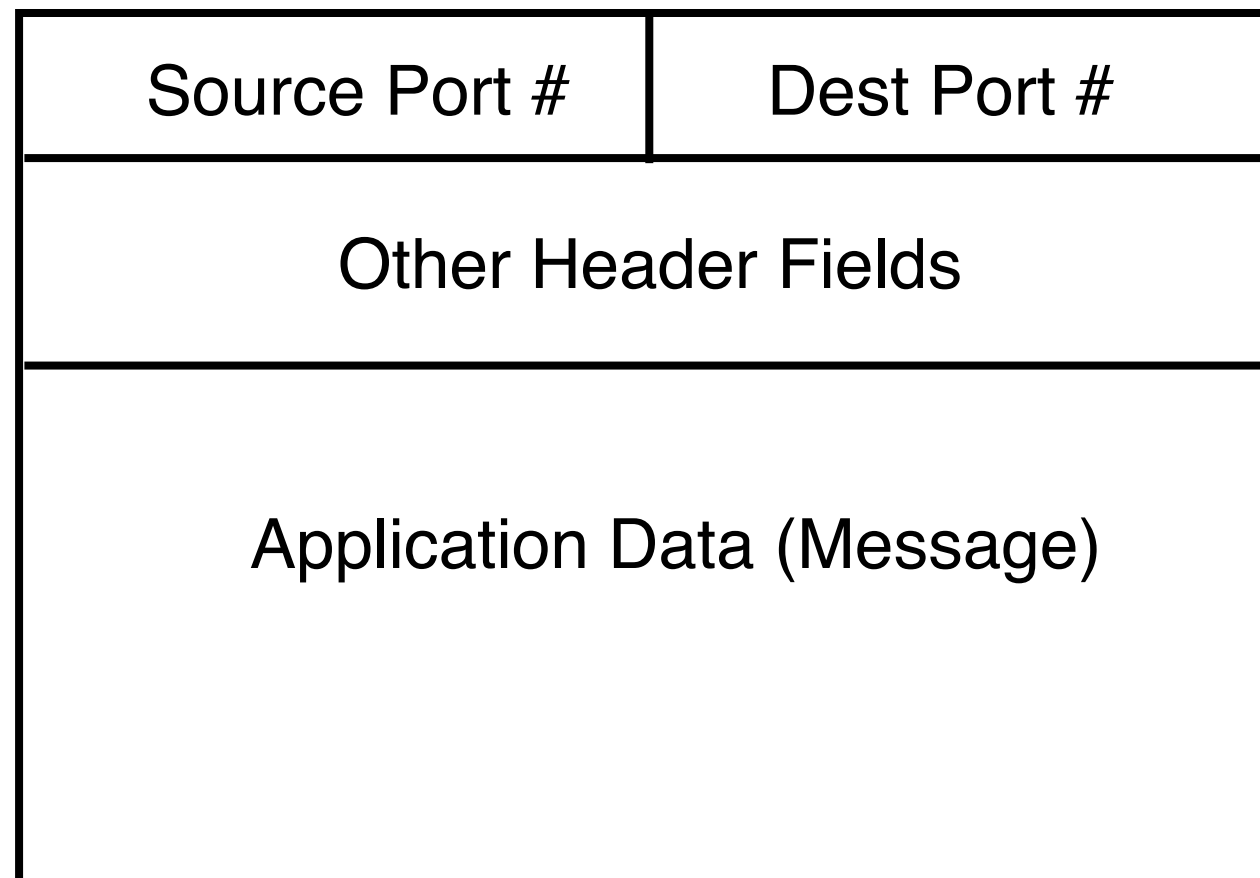 Source Port # Dest Port #
Other Header Fields
Application Data (Message)